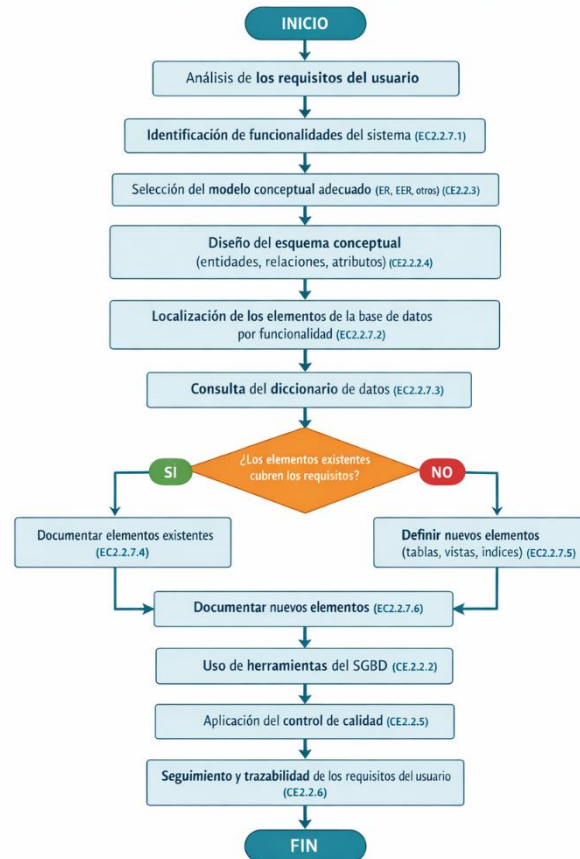 INICIO
Análisis de los requisitos del usuario
Identificación de funcionalidades del sistema (EC2.2.7.1)
Selección del modelo conceptual adecuado (ER, EER, otros) (CE2.2.3)
Diseño del esquema conceptual
(entidades, relaciones, atributos) (CE2.2.2.4)
Localización de los elementos de la base de datos
por funcionalidad (EC2.2.7.2)
Consulta del diccionario de datos (EC2.2.7.3)
¿Los elementos existentes
cubren los requisitos?
SI
NO
Documentar elementos existentes
(EC2.2.7.4)
Definir nuevos elementos
(tablas, vistas, indices) (EC2.2.7.5)
Documentar nuevos elementos (EC2.2.7.6)
Uso de herramientas del SGBD (CE.2.2.2)
Aplicación del control de calidad (CE2.2.5)
Seguimiento y trazabilidad de los requisitos del usuario
(CE2.2.6)
FIN